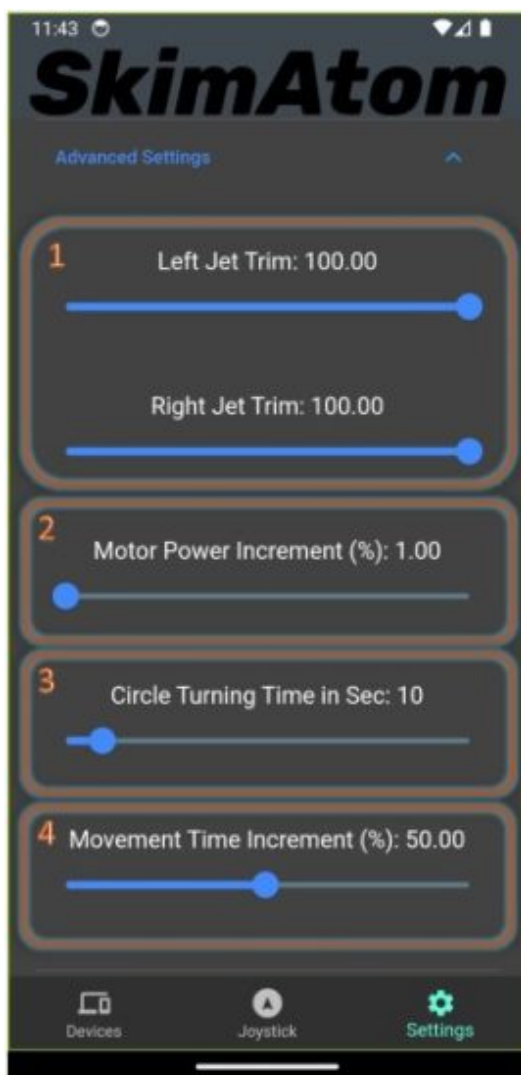 11:43
SkimAtom
Advanced Settings
1
Left Jet Trim: 100.00
Right Jet Trim: 100.00
2
Motor Power Increment (%): 1.00
3
Circle Turning Time in Sec: 10
4
Movement Time Increment (%): 50.00
Devices Joystick Settings